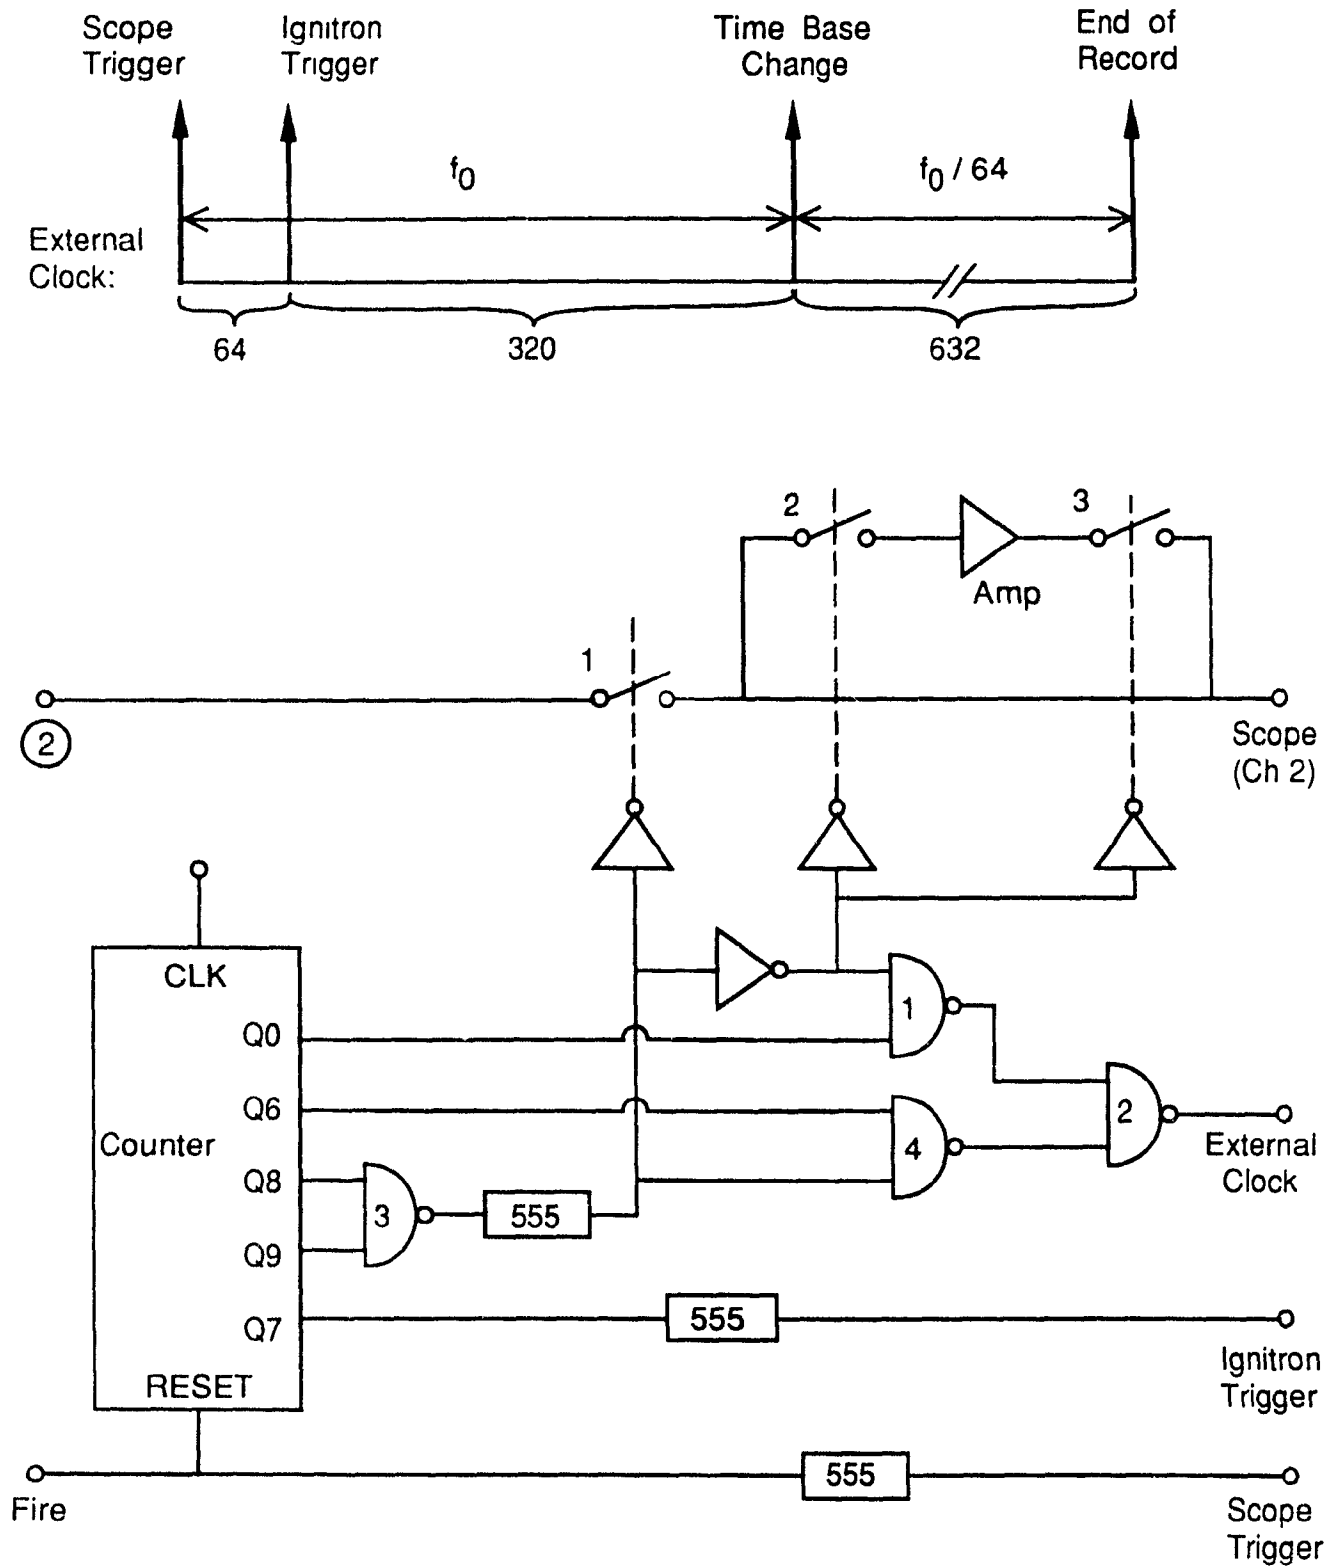 Scope Trigger
Ignitron Trigger
Time Base Change
End of Record
f0
f0 / 64
External Clock:
64
320
632
2
3
Amp
1
2
Scope (Ch 2)
CLK
Q0
1
Q6
Counter
4
2
External Clock
Q8
3
555
Q9
Q7
555
Ignitron Trigger
RESET
555
Fire
Scope Trigger